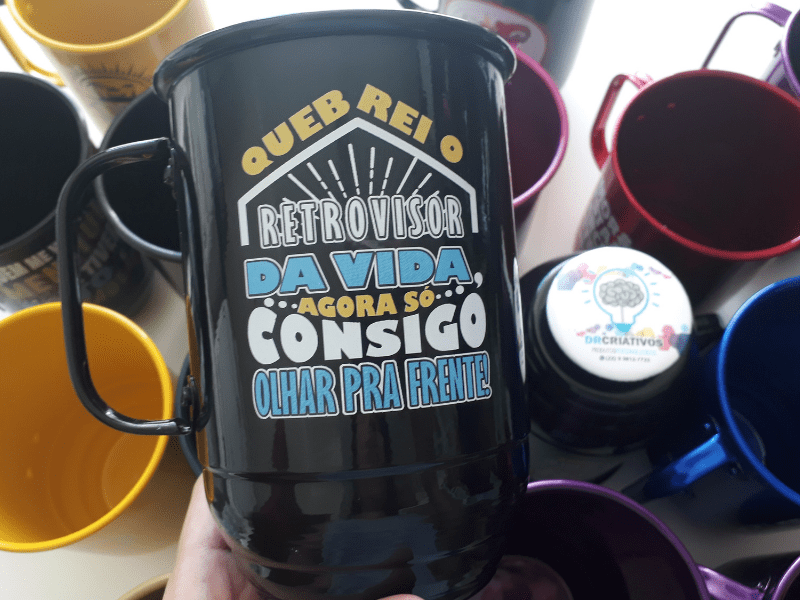 QUEBREI O
RETROVISOR
DA VIDA,
...AGORA SÓ...
CONSIGO
OLHAR PRA FRENTE!
DRCRIATIVOS